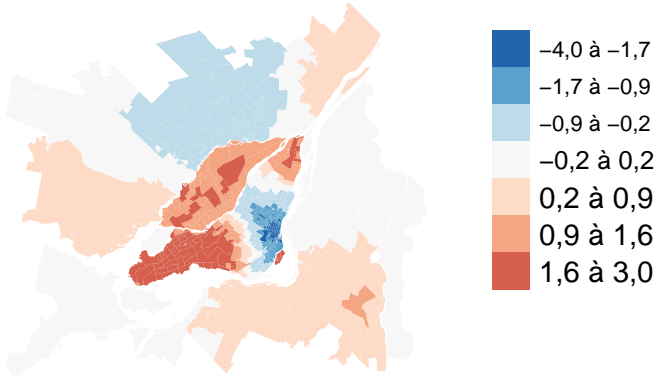 −4,0 à −1,7
−1,7 à −0,9
−0,9 à −0,2
−0,2 à 0,2
0,2 à 0,9
0,9 à 1,6
1,6 à 3,0